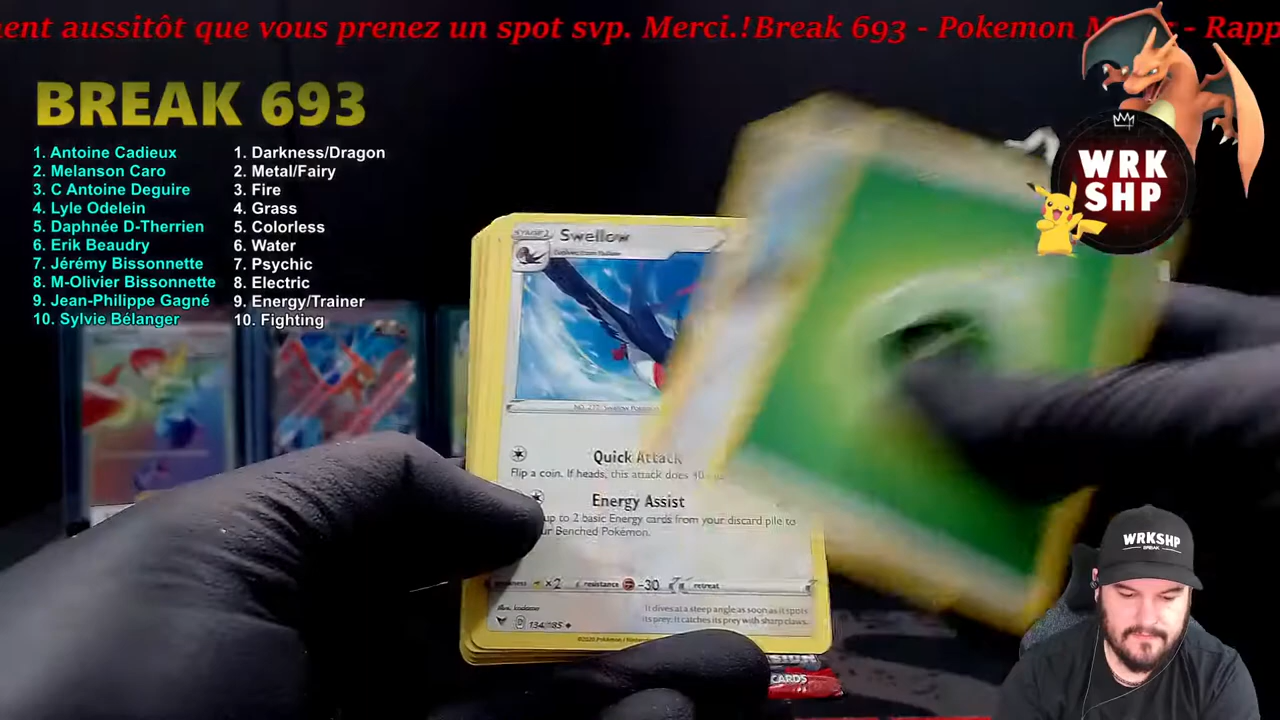 ent aussitôt que vous prenez un spot svp. Merci.! Break 693 - Pokemon - Rapp
BREAK 693
1. Antoine Cadieux
2. Melanson Caro
3. C Antoine Deguire
4. Lyle Odelein
5. Daphnée D-Therrien
6. Erik Beaudry
7. Jérémy Bissonnette
8. M-Olivier Bissonnette
9. Jean-Philippe Gagné
10. Sylvie Bélanger
1. Darkness/Dragon
2. Metal/Fairy
3. Fire
4. Grass
5. Colorless
6. Water
7. Psychic
8. Electric
9. Energy/Trainer
10. Fighting
WRK
SHP
Swellow
Quick Attack
Flip a coin. If heads, this attack does
Energy Assist
up to 2 basic Energy cards from your discard pile to
ur Benched Pokémon.
×2 resistance -30 retreat
It dives at a steep angle as soon as it spots
its prey. It catches its prey with sharp claws.
134/185
CARDS
WRKSHP
BREAK